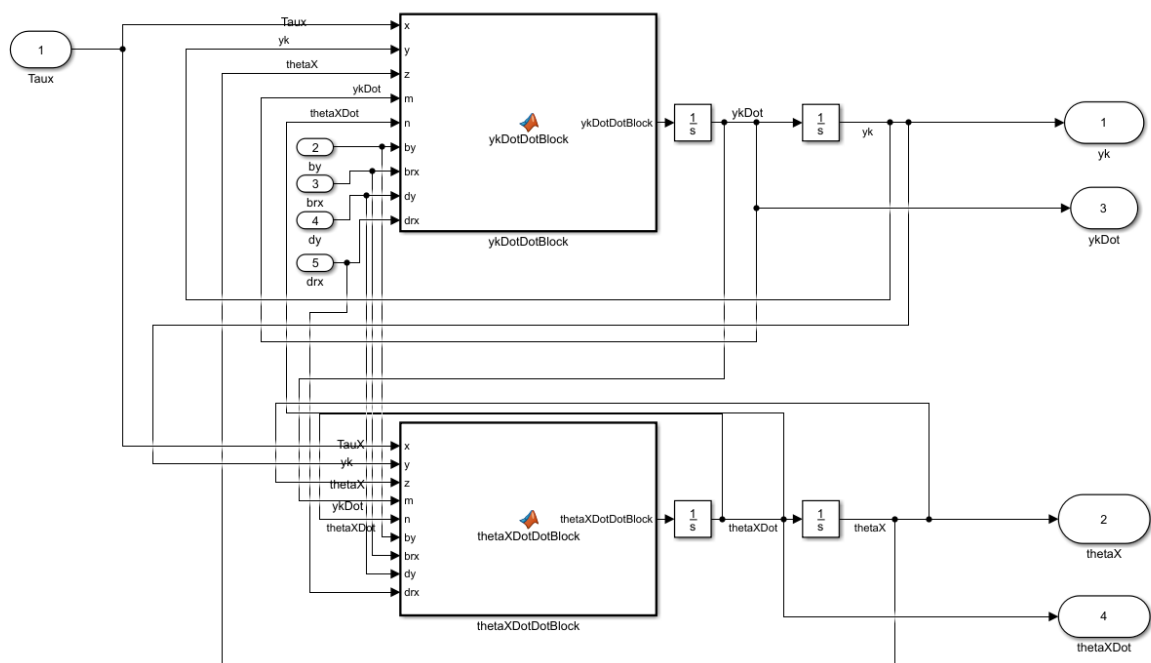 Taux
x
1
Taux
yk
y
thetaX
z
ykDot
m
thetaXDot
n
2
by
by
3
brx
brx
4
dy
dy
5
drx
drx
ykDotDotBlock
ykDotDotBlock
ykDotDotBlock
1
s
ykDot
1
s
yk
1
yk
3
ykDot
TauX
x
yk
y
thetaX
z
m
ykDot
n
thetaXDot
by
brx
dy
drx
thetaXDotDotBlock
thetaXDotDotBlock
thetaXDotDotBlock
1
s
thetaXDot
1
s
thetaX
2
thetaX
4
thetaXDot